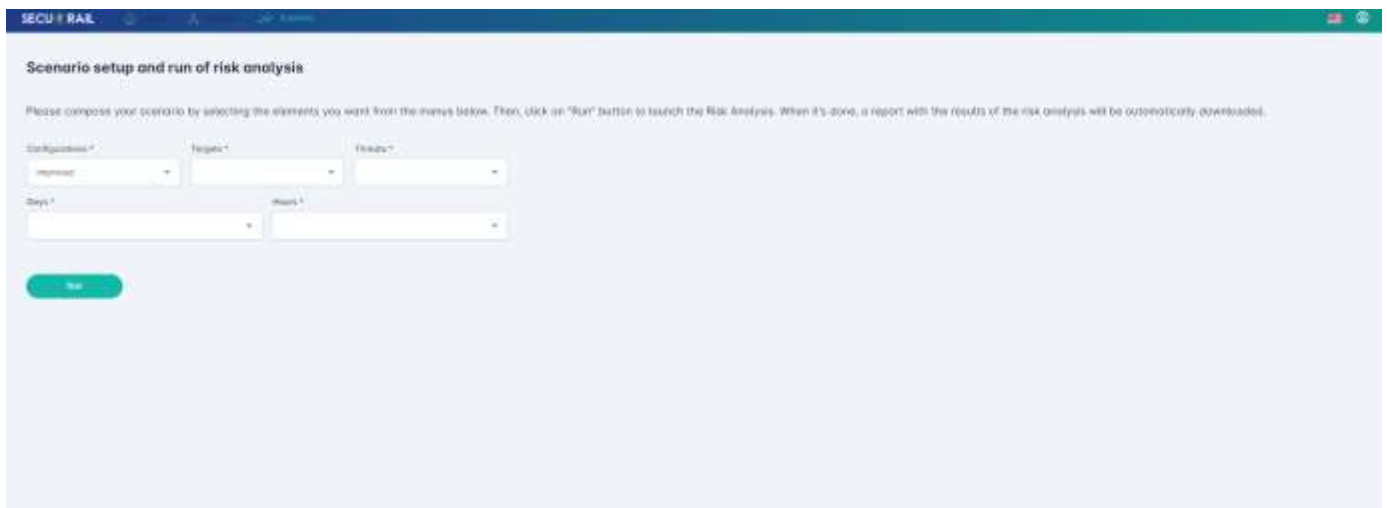 SECURAIL
Scenario setup and run of risk analysis
Please compose your scenario by selecting the elements you want from the menus below. Then, click on "Run" button to launch the Risk Analysis. When it's done, a report with the results of the risk analysis will be automatically downloaded.
Configurations * Targets * Threats *
Improved
Days * Hours *
Run